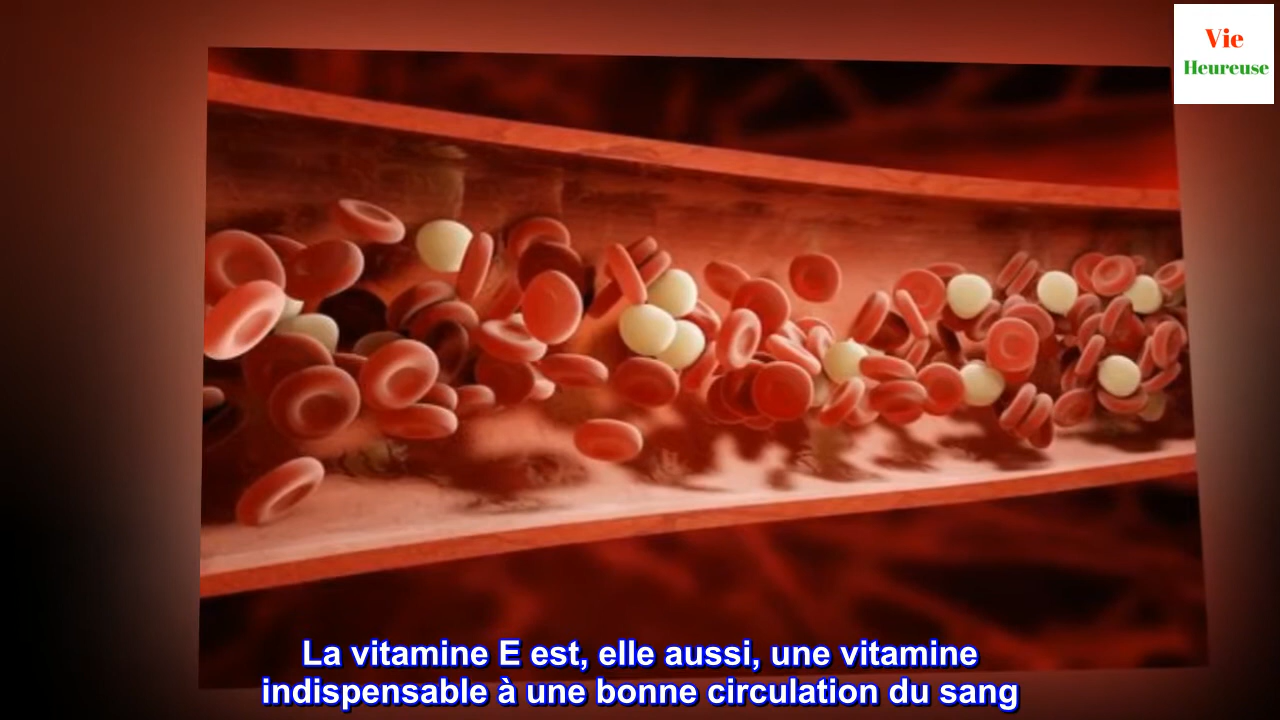 Vie
Heureuse
La vitamine E est, elle aussi, une vitamine
indispensable à une bonne circulation du sang